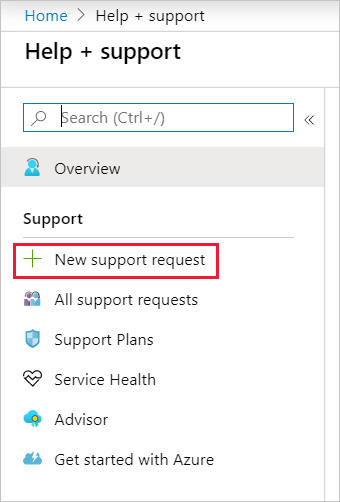 Home > Help + support
Help + support
Search (Ctrl+/) «
Overview
Support
New support request
All support requests
Support Plans
Service Health
Advisor
Get started with Azure